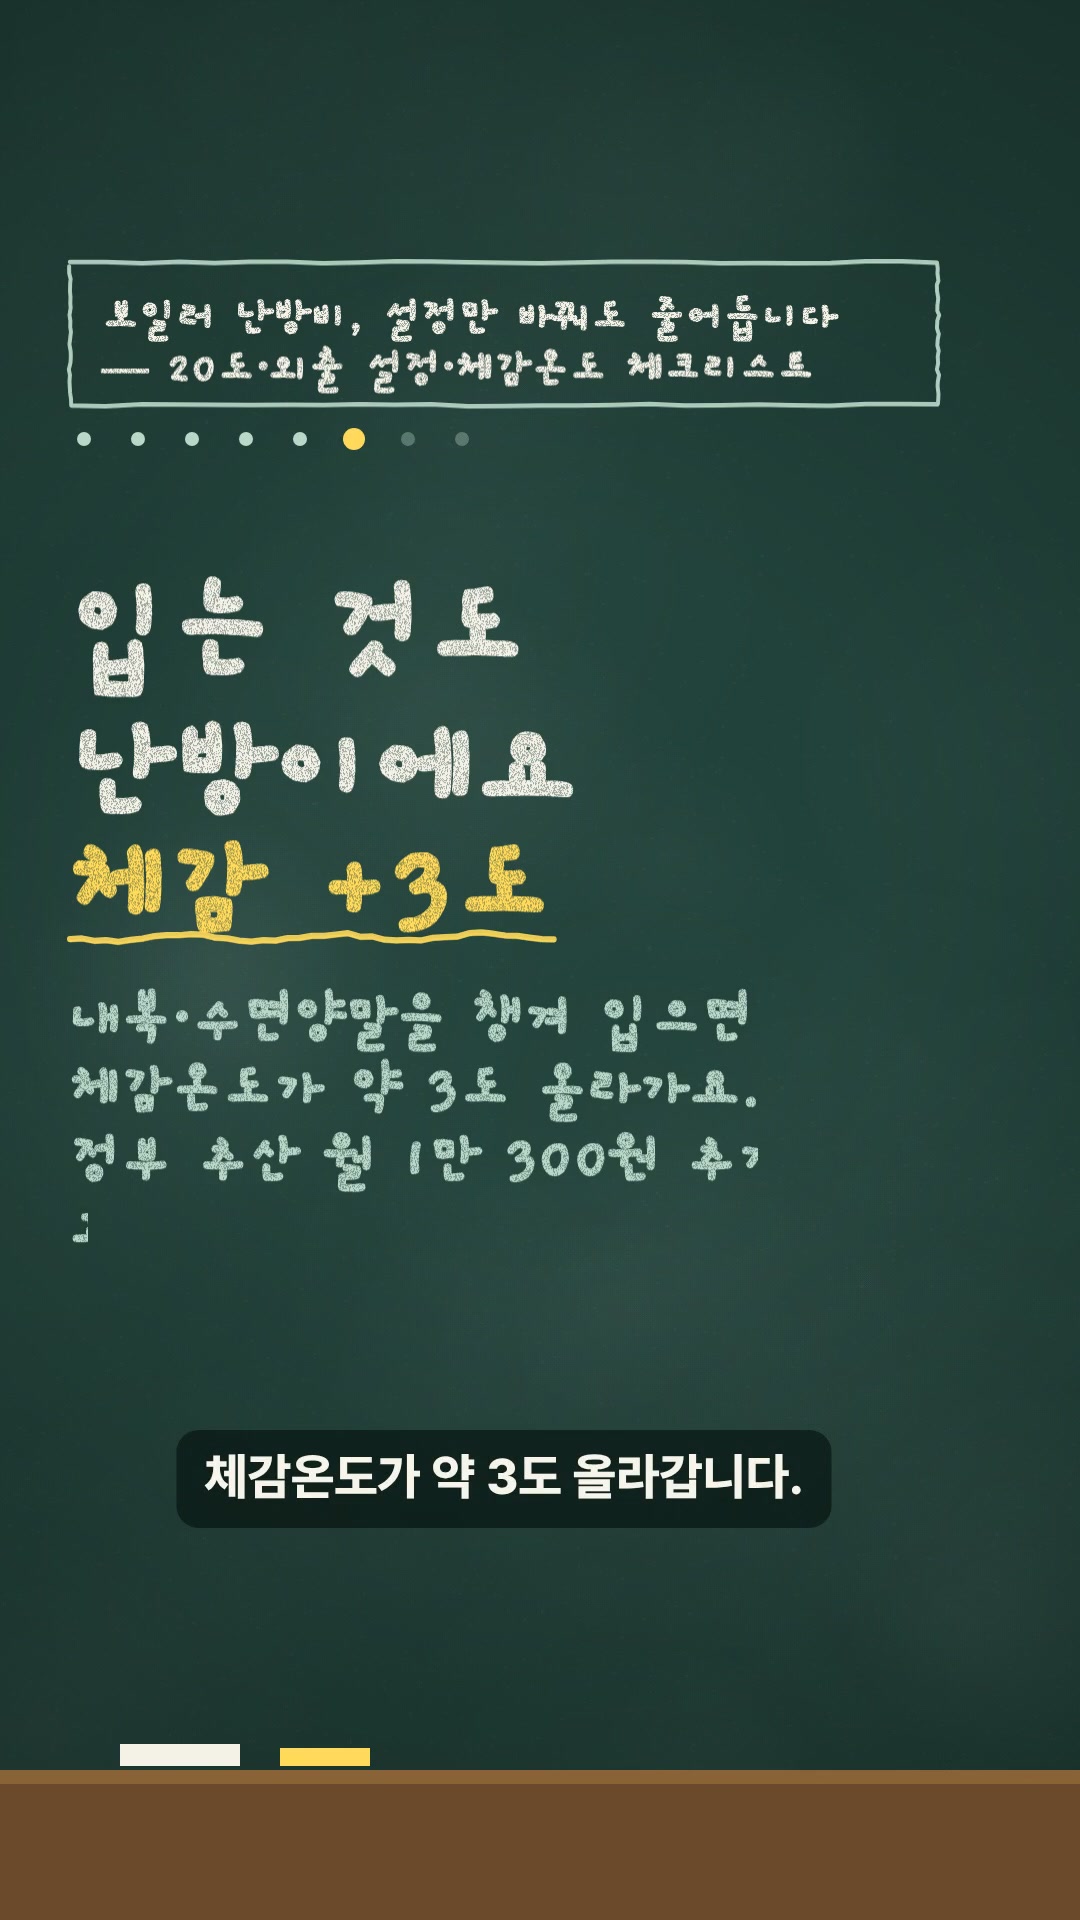 보일러 난방비, 설정만 바꿔도 줄어듭니다
— 20도·외출 설정·체감온도 체크리스트
입는 것도
난방이에요
체감 +3도
내복·수면양말을 챙겨 입으면
체감온도가 약 3도 올라가요.
정부 추산 월 1만 300원
체감온도가 약 3도 올라갑니다.